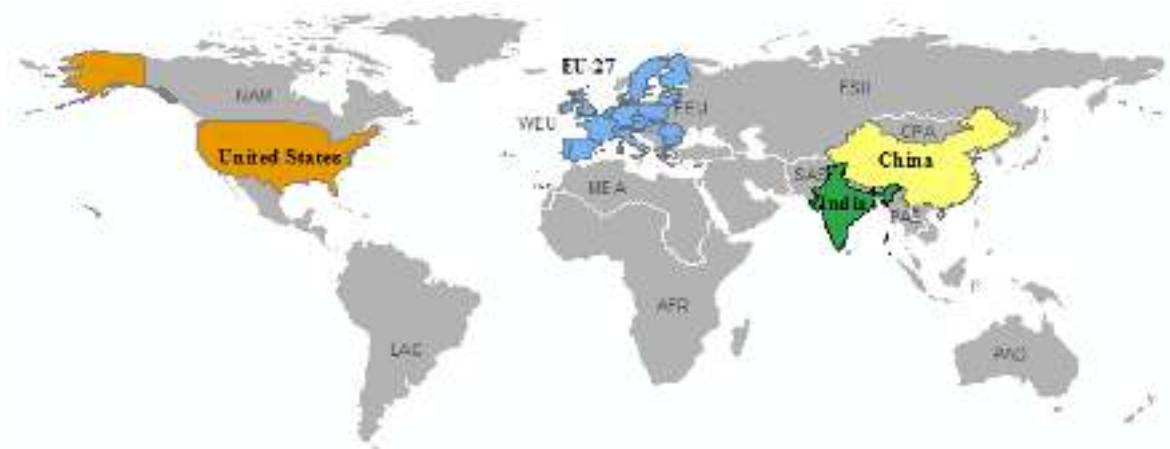 EU-27
NAM
FSU
WEU
EEU
CPA
United States
China
MEA
SAS
India
PAS
AFR
LAC
PAO